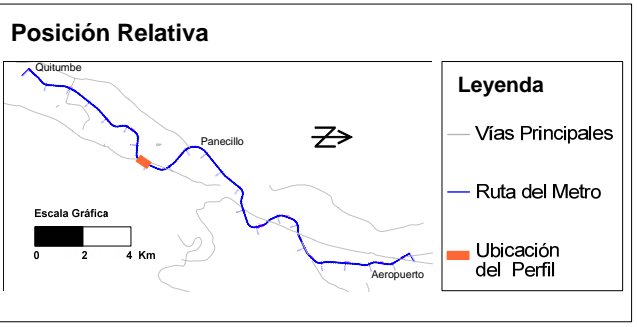 Posición Relativa
Quitumbe
Panecillo
N
Escala Gráfica
0 2 4 Km
Aeropuerto
Leyenda
Vías Principales
Ruta del Metro
Ubicación
del Perfil